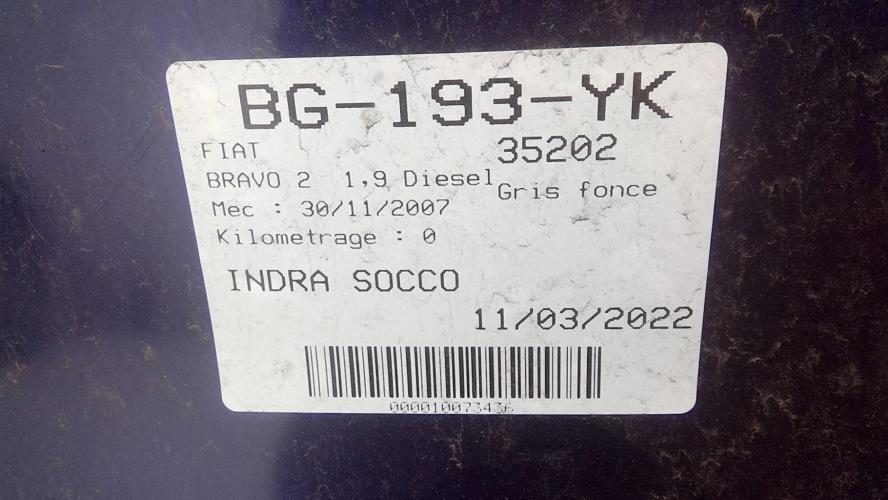 BG-193-YK
FIAT 35202
BRAVO 2 1,9 Diesel Gris fonce
Mec : 30/11/2007
Kilometrage : 0
INDRA SOCCO
11/03/2022
000010073436